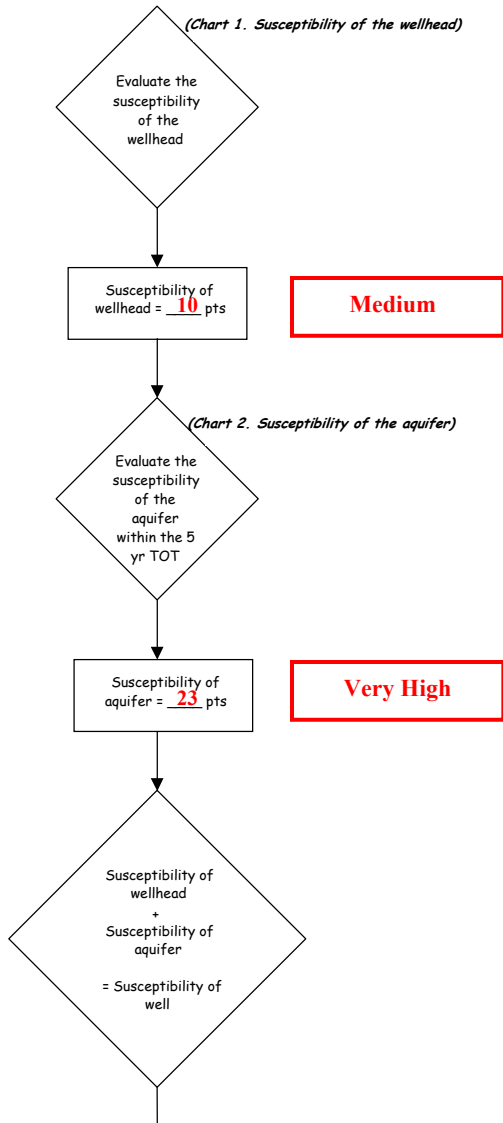 (Chart 1. Susceptibility of the wellhead)
Evaluate the
susceptibility
of the
wellhead
Susceptibility of
wellhead = 10 pts
Medium
(Chart 2. Susceptibility of the aquifer)
Evaluate the
susceptibility
of the
aquifer
within the 5
yr TOT
Susceptibility of
aquifer = 23 pts
Very High
Susceptibility of
wellhead
+
Susceptibility of
aquifer
= Susceptibility of
well